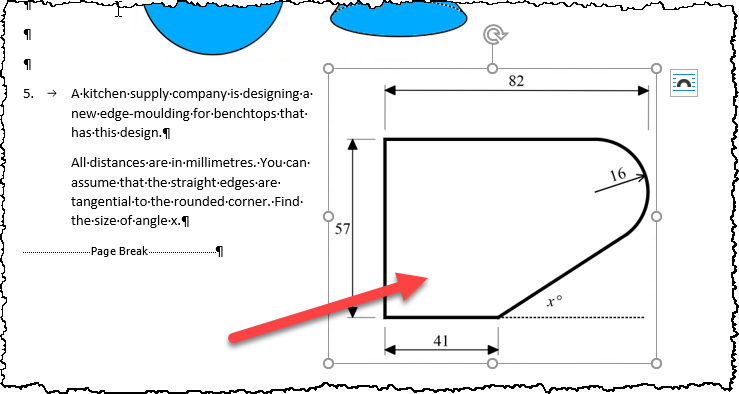 82
5. → A·kitchen·supply·company·is·designing·a·
new·edge-moulding·for·benchtops·that·
has·this·design.¶
16
All·distances·are·in·millimetres.·You·can·
assume·that·the·straight·edges·are·
tangential·to·the·rounded·corner.·Find·
the·size·of·angle·x.¶
57
Page Break¶
x°
41